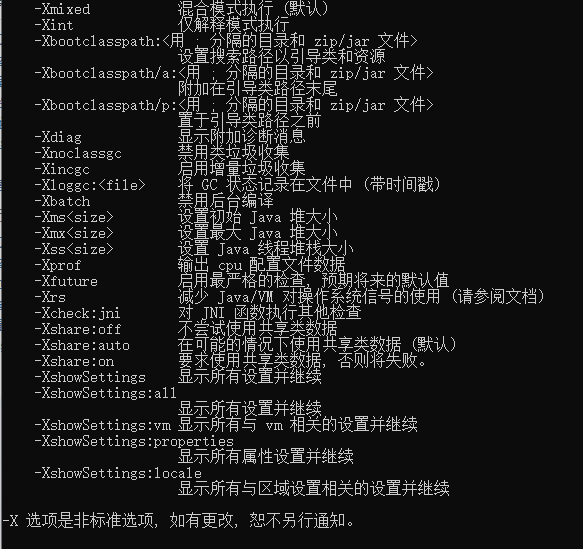 -Xmixed 混合模式执行 (默认)
-Xint 仅解释模式执行
-Xbootclasspath:<用 ; 分隔的目录和 zip/jar 文件>
设置搜索路径以引导类和资源
-Xbootclasspath/a:<用 ; 分隔的目录和 zip/jar 文件>
附加在引导类路径末尾
-Xbootclasspath/p:<用 ; 分隔的目录和 zip/jar 文件>
置于引导类路径之前
-Xdiag 显示附加诊断消息
-Xnoclassgc 禁用类垃圾收集
-Xincgc 启用增量垃圾收集
-Xloggc:<file> 将 GC 状态记录在文件中 (带时间戳)
-Xbatch 禁用后台编译
-Xms<size> 设置初始 Java 堆大小
-Xmx<size> 设置最大 Java 堆大小
-Xss<size> 设置 Java 线程堆栈大小
-Xprof 输出 cpu 配置文件数据
-Xfuture 启用最严格的检查, 预期将来的默认值
-Xrs 减少 Java/VM 对操作系统信号的使用 (请参阅文档)
-Xcheck:jni 对 JNI 函数执行其他检查
-Xshare:off 不尝试使用共享类数据
-Xshare:auto 在可能的情况下使用共享类数据 (默认)
-Xshare:on 要求使用共享类数据, 否则将失败。
-XshowSettings 显示所有设置并继续
-XshowSettings:all
显示所有设置并继续
-XshowSettings:vm 显示所有与 vm 相关的设置并继续
-XshowSettings:properties
显示所有属性设置并继续
-XshowSettings:locale
显示所有与区域设置相关的设置并继续
-X 选项是非标准选项, 如有更改, 恕不另行通知。